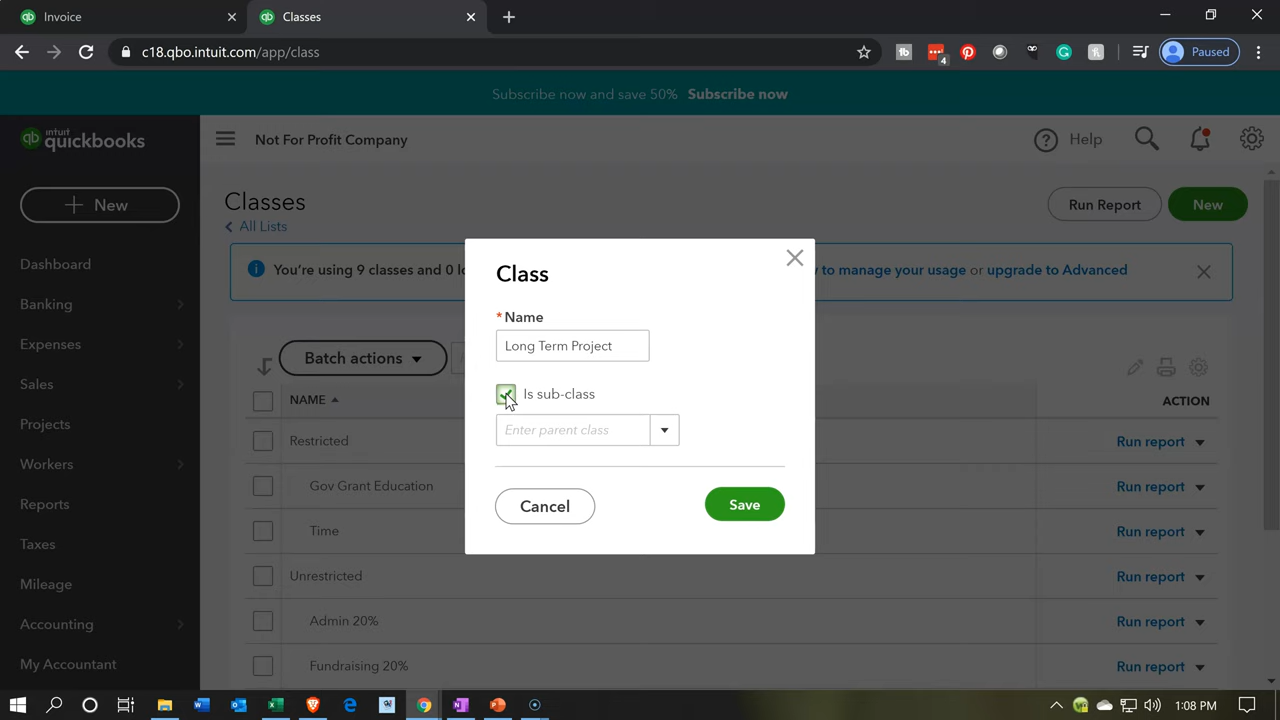 Invoice
Classes
c18.qbo.intuit.com/app/class
4
Paused
Subscribe now and save 50% Subscribe now
intuit
quickbooks
Not For Profit Company
Help
New
Dashboard
Banking
Expenses
Sales
Projects
Workers
Reports
Taxes
Mileage
Accounting
My Accountant
Classes
All Lists
Run Report
New
You're using 9 classes and 0 lo
w to manage your usage or upgrade to Advanced
Batch actions
NAME
ACTION
Restricted
Run report
Gov Grant Education
Run report
Time
Run report
Unrestricted
Run report
Admin 20%
Run report
Fundraising 20%
Run report
Class
* Name
Long Term Project
Is sub-class
Enter parent class
Cancel
Save
1:08 PM